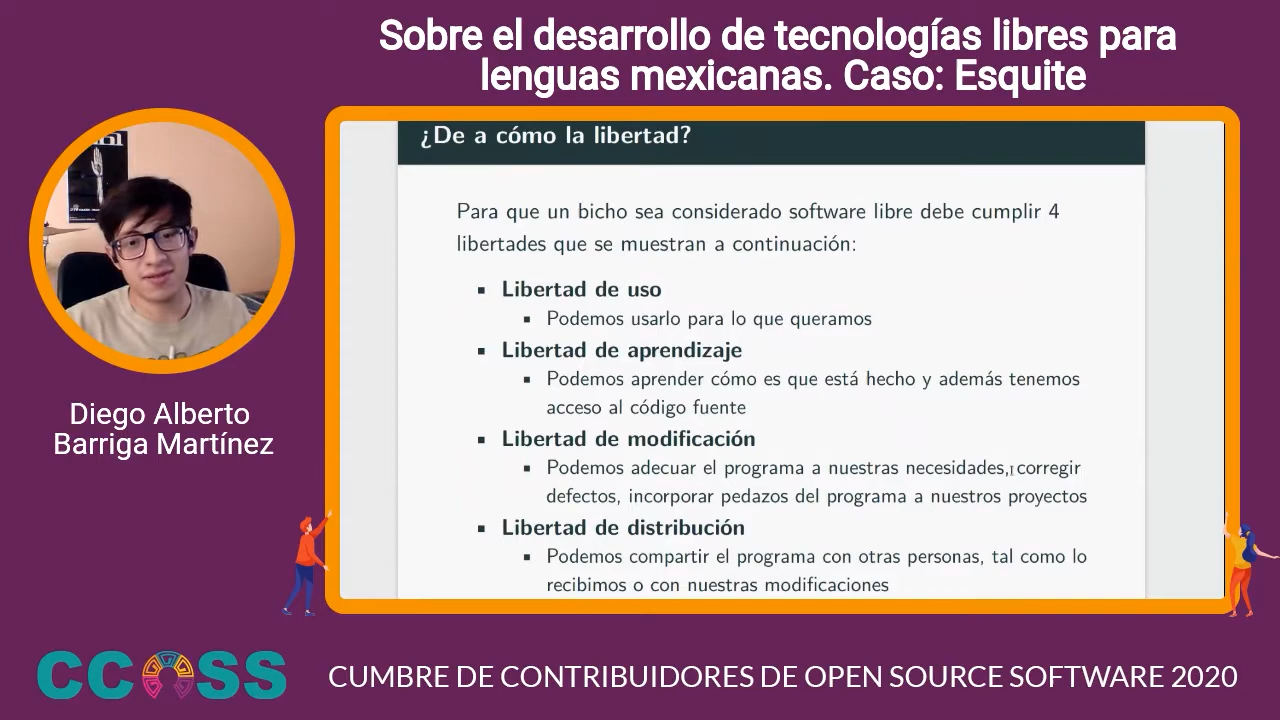 Sobre el desarrollo de tecnologías libres para
lenguas mexicanas. Caso: Esquite
¿De a cómo la libertad?
Para que un bicho sea considerado software libre debe cumplir 4
libertades que se muestran a continuación:
▪ Libertad de uso
▪ Podemos usarlo para lo que queramos
▪ Libertad de aprendizaje
▪ Podemos aprender cómo es que está hecho y además tenemos
acceso al código fuente
▪ Libertad de modificación
▪ Podemos adecuar el programa a nuestras necesidades, corregir
defectos, incorporar pedazos del programa a nuestros proyectos
▪ Libertad de distribución
▪ Podemos compartir el programa con otras personas, tal como lo
recibimos o con nuestras modificaciones
Diego Alberto
Barriga Martínez
CCOSS
CUMBRE DE CONTRIBUIDORES DE OPEN SOURCE SOFTWARE 2020